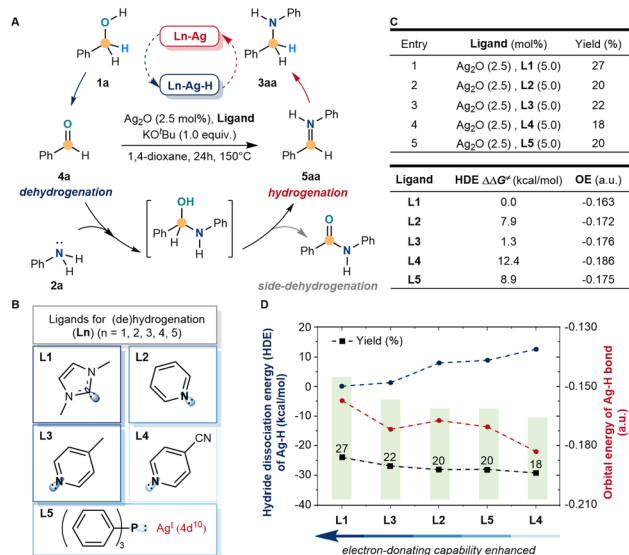 A
OH
Ph
H
H
1a
Ln-Ag
Ln-Ag-H
H
N
Ph
Ph
H
H
3aa
O
Ph
H
4a
dehydrogenation
Ag2O (2.5 mol%), Ligand
KOtBu (1.0 equiv.)
1,4-dioxane, 24h, 150°C
H
N
Ph
Ph
H
5aa
hydrogenation
OH
Ph
Ph
H
N
H
Ph
N
H
H
2a
O
Ph
Ph
N
H
side-dehydrogenation
B
Ligands for (de)hydrogenation
(Ln) (n = 1, 2, 3, 4, 5)
L1
N
N
L2
N
L3
N
L4
CN
N
L5
P
3
AgI (4d10)
C
Entry Ligand (mol%) Yield (%)
1 Ag2O (2.5) , L1 (5.0) 27
2 Ag2O (2.5) , L2 (5.0) 20
3 Ag2O (2.5) , L3 (5.0) 22
4 Ag2O (2.5) , L4 (5.0) 18
5 Ag2O (2.5) , L5 (5.0) 20
Ligand HDE ΔΔG≠ (kcal/mol) OE (a.u.)
L1 0.0 -0.163
L2 7.9 -0.172
L3 1.3 -0.176
L4 12.4 -0.186
L5 8.9 -0.175
D
Hydride dissociation energy (HDE)
of Ag-H (kcal/mol)
20
10
0
-10
-20
-30
-40
Yield (%)
27
22
20
20
18
L1
L3
L2
L5
L4
-0.130
-0.150
-0.180
-0.210
Orbital energy of Ag-H bond
(a.u.)
electron-donating capability enhanced